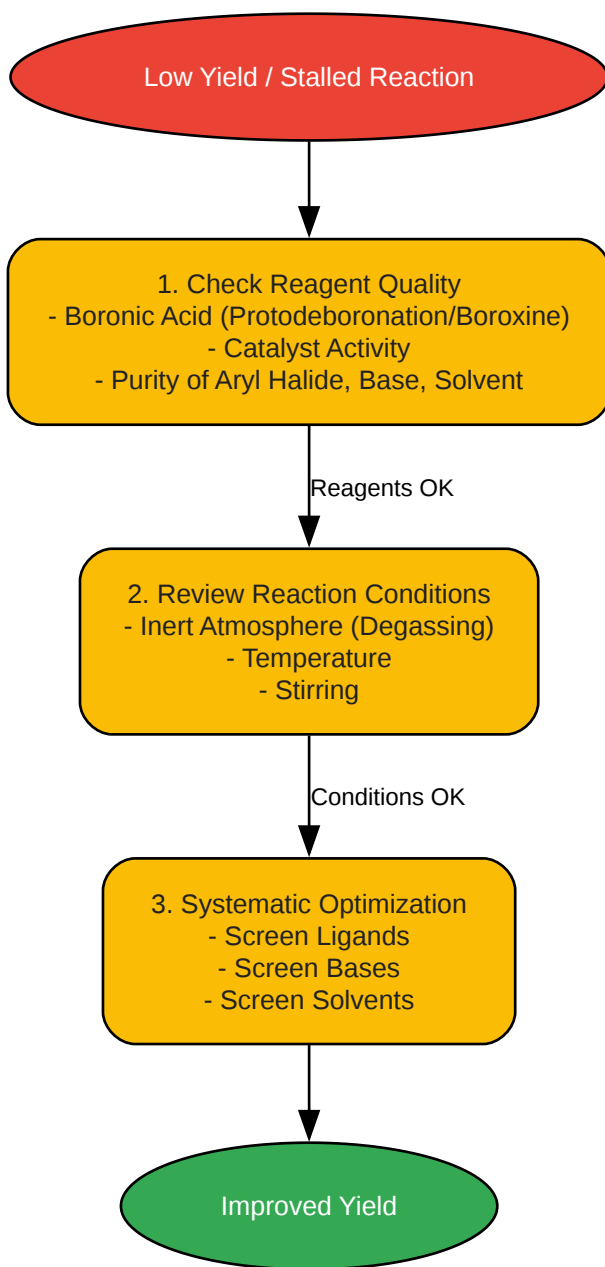 Low Yield / Stalled Reaction
1. Check Reagent Quality
- Boronic Acid (Protodeboronation/Boroxine)
- Catalyst Activity
- Purity of Aryl Halide, Base, Solvent
Reagents OK
2. Review Reaction Conditions
- Inert Atmosphere (Degassing)
- Temperature
- Stirring
Conditions OK
3. Systematic Optimization
- Screen Ligands
- Screen Bases
- Screen Solvents
Improved Yield